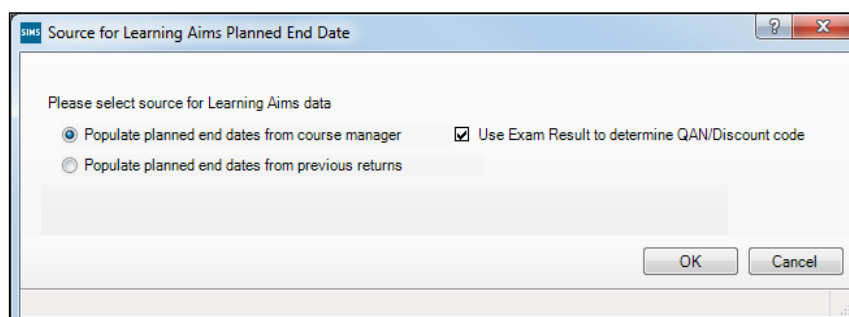 SIMS Source for Learning Aims Planned End Date
Please select source for Learning Aims data
Populate planned end dates from course manager Use Exam Result to determine QAN/Discount code
Populate planned end dates from previous returns
OK Cancel